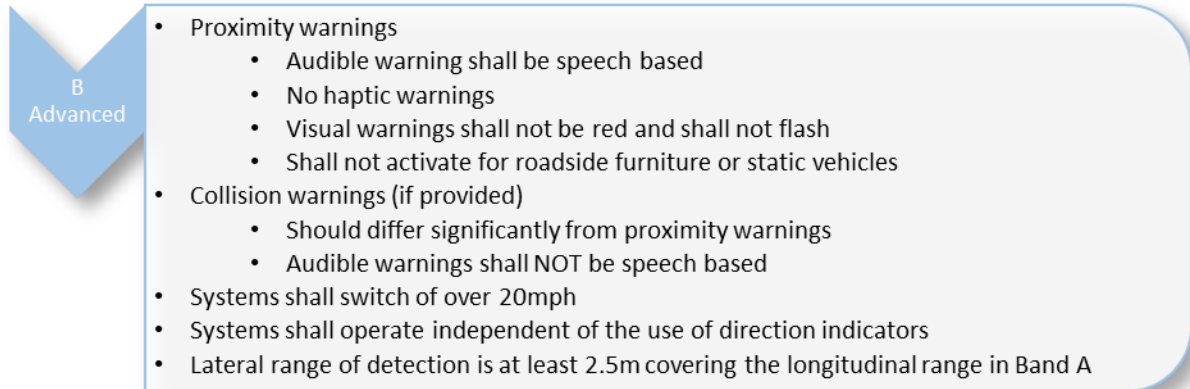 B
Advanced
• Proximity warnings
• Audible warning shall be speech based
• No haptic warnings
• Visual warnings shall not be red and shall not flash
• Shall not activate for roadside furniture or static vehicles
• Collision warnings (if provided)
• Should differ significantly from proximity warnings
• Audible warnings shall NOT be speech based
• Systems shall switch of over 20mph
• Systems shall operate independent of the use of direction indicators
• Lateral range of detection is at least 2.5m covering the longitudinal range in Band A